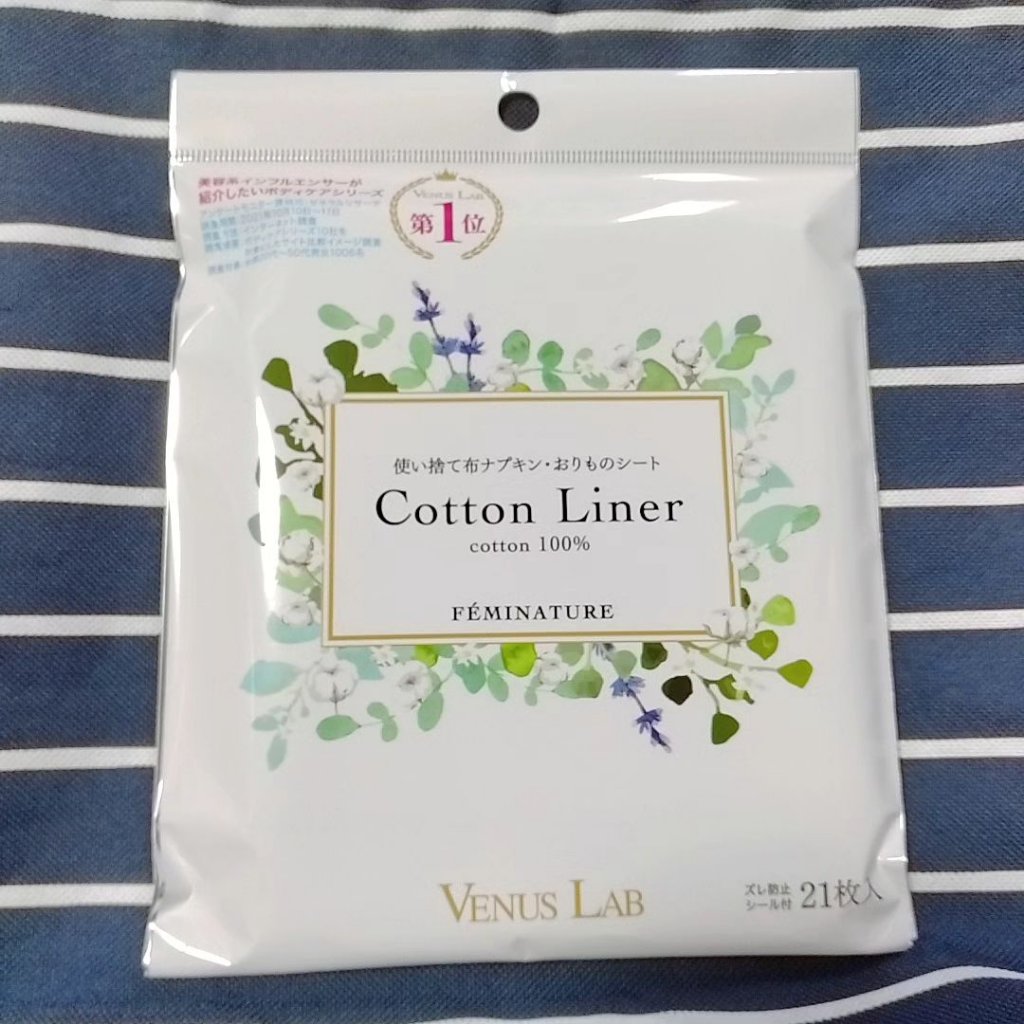 美容系インフルエンサーが
紹介したいボディケアシリーズ
VENUS LAB
第1位
使い捨て布ナプキン・おりものシート
Cotton Liner
cotton 100%
FÉMINATURE
VENUS LAB
ズレ防止
シール付 21枚入